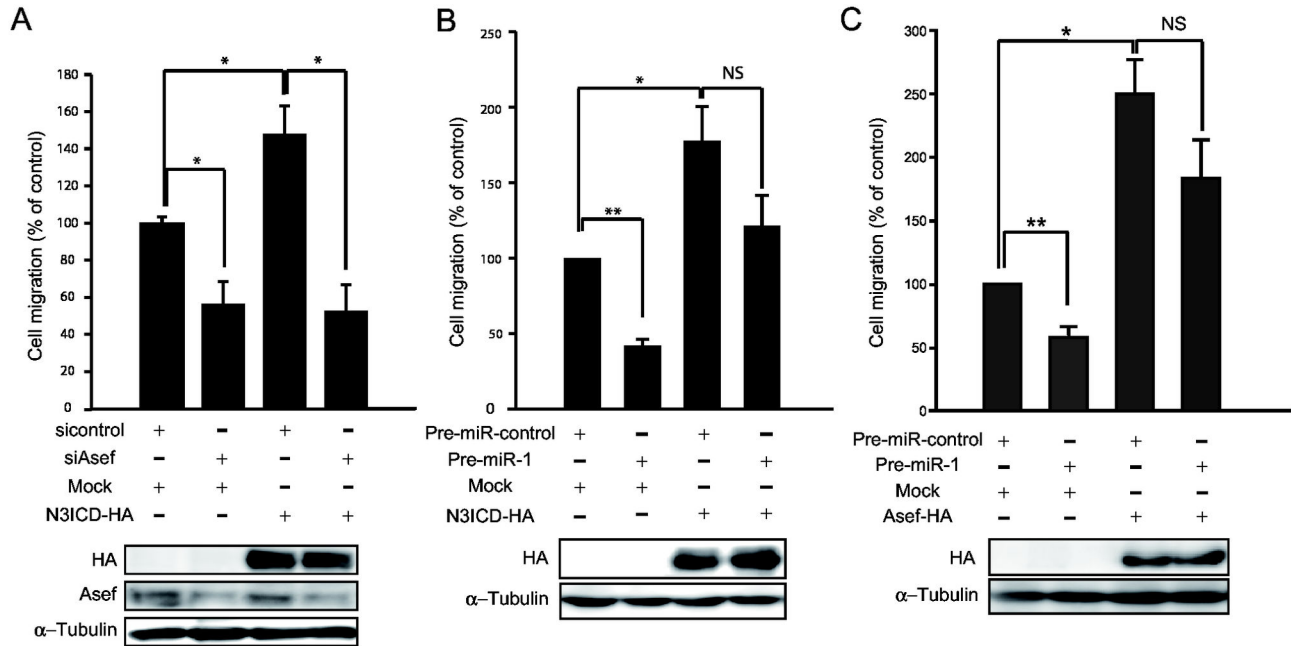 A
Cell migration (% of control)
180
160
140
120
100
80
60
40
20
0
*
*
*
sicontrol + − + −
siAsef − + − +
Mock + + − −
N3ICD-HA − − + +
HA
Asef
α−Tubulin
B
Cell migration (% of control)
250
200
150
100
50
0
*
NS
**
Pre-miR-control + − + −
Pre-miR-1 − + − +
Mock + + − −
N3ICD-HA − − + +
HA
α−Tubulin
C
Cell migration (% of control)
300
250
200
150
100
50
0
*
NS
**
Pre-miR-control + − + −
Pre-miR-1 − + − +
Mock + + − −
Asef-HA − − + +
HA
α−Tubulin